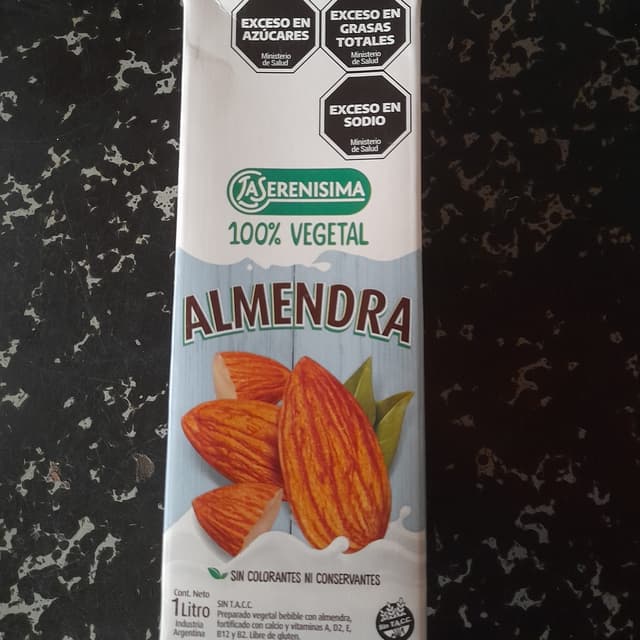 EXCESO EN
AZÚCARES
Ministerio
de Salud
EXCESO EN
GRASAS
TOTALES
Ministerio
de Salud
EXCESO EN
SODIO
Ministerio
de Salud
LASERENISIMA
100% VEGETAL
ALMENDRA
SIN COLORANTES NI CONSERVANTES
Cont. Neto
1 Litro
Industria
Argentina
SIN T.A.C.C.
Preparado vegetal bebible con almendra,
fortificado con calcio y vitaminas A, D2, E,
B12 y B2. Libre de gluten.
Sin T.A.C.C.